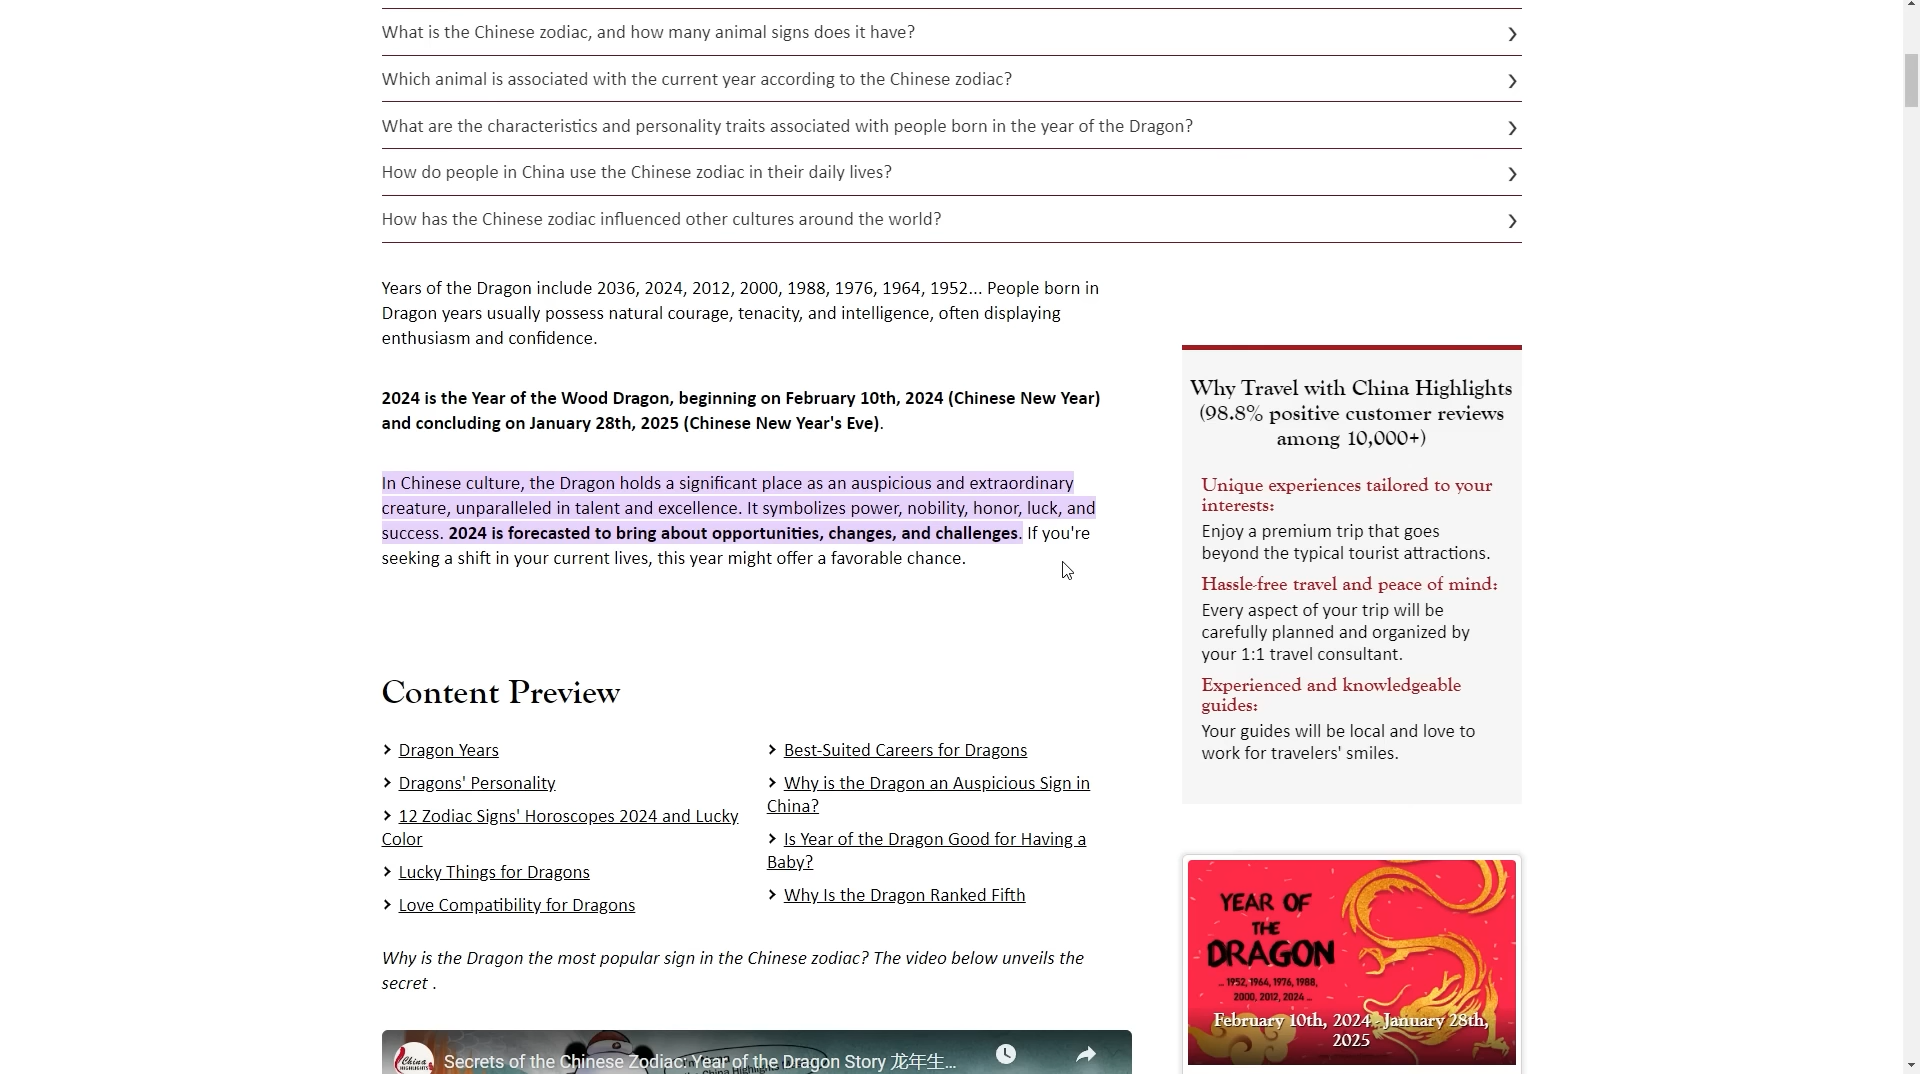 What is the Chinese zodiac, and how many animal signs does it have?
Which animal is associated with the current year according to the Chinese zodiac?
What are the characteristics and personality traits associated with people born in the year of the Dragon?
How do people in China use the Chinese zodiac in their daily lives?
How has the Chinese zodiac influenced other cultures around the world?
Years of the Dragon include 2036, 2024, 2012, 2000, 1988, 1976, 1964, 1952... People born in
Dragon years usually possess natural courage, tenacity, and intelligence, often displaying
enthusiasm and confidence.
2024 is the Year of the Wood Dragon, beginning on February 10th, 2024 (Chinese New Year)
and concluding on January 28th, 2025 (Chinese New Year's Eve).
In Chinese culture, the Dragon holds a significant place as an auspicious and extraordinary
creature, unparalleled in talent and excellence. It symbolizes power, nobility, honor, luck, and
success. 2024 is forecasted to bring about opportunities, changes, and challenges. If you're
seeking a shift in your current lives, this year might offer a favorable chance.
Content Preview
Dragon Years
Dragons' Personality
12 Zodiac Signs' Horoscopes 2024 and Lucky
Color
Lucky Things for Dragons
Love Compatibility for Dragons
Best-Suited Careers for Dragons
Why is the Dragon an Auspicious Sign in
China?
Is Year of the Dragon Good for Having a
Baby?
Why Is the Dragon Ranked Fifth
Why is the Dragon the most popular sign in the Chinese zodiac? The video below unveils the
secret .
China
HIGHLIGHTS
Secrets of the Chinese Zodiac: Year of the Dragon Story 龙年生...
Why Travel with China Highlights
(98.8% positive customer reviews
among 10,000+)
Unique experiences tailored to your
interests:
Enjoy a premium trip that goes
beyond the typical tourist attractions.
Hassle-free travel and peace of mind:
Every aspect of your trip will be
carefully planned and organized by
your 1:1 travel consultant.
Experienced and knowledgeable
guides:
Your guides will be local and love to
work for travelers' smiles.
YEAR OF
THE
DRAGON
... 1952, 1964, 1976, 1988,
2000, 2012, 2024 ...
February 10th, 2024 - January 28th,
2025